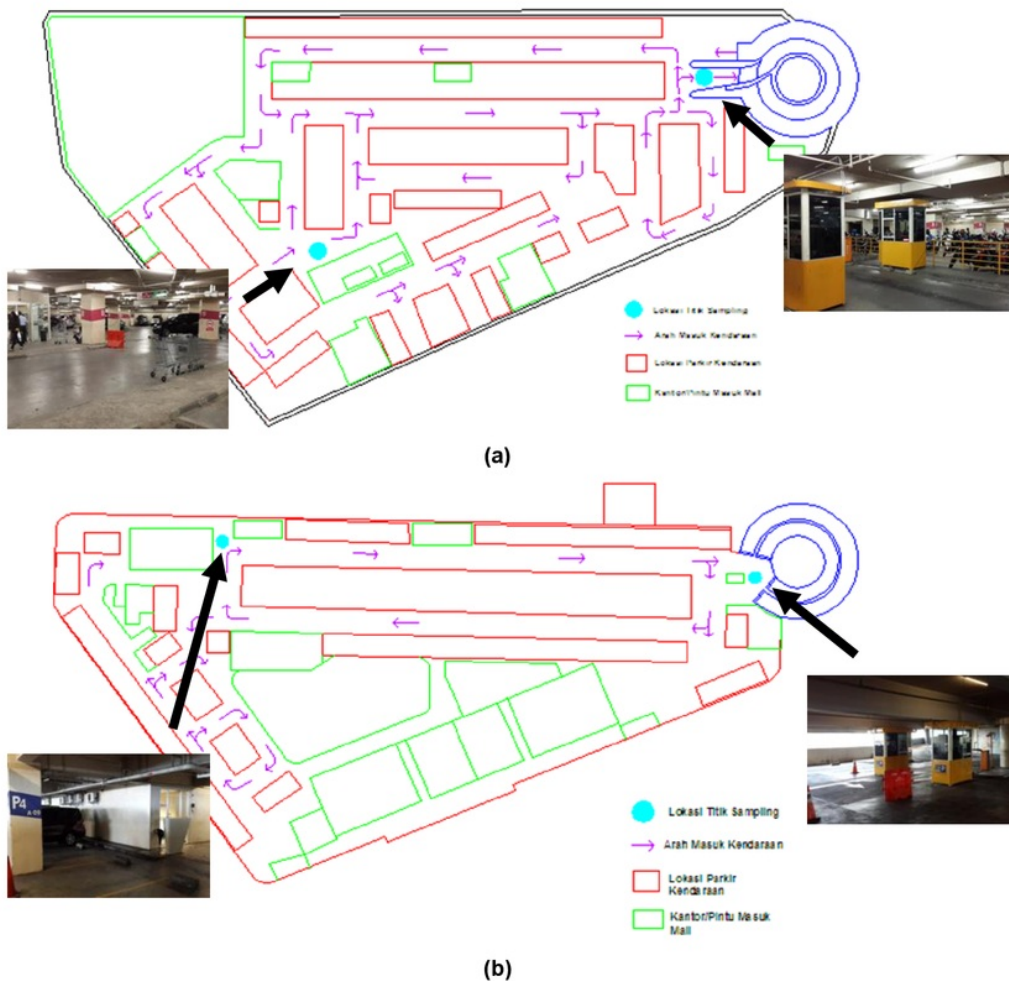 Lokasi Titik Sampling
Arah Masuk Kendaraan
Lokasi Parkir Kendaraan
Kantor/Pintu Masuk Mall
(a)
P4
Lokasi Titik Sampling
Arah Masuk Kendaraan
Lokasi Parkir
Kendaraan
Kantor/Pintu Masuk
Mall
(b)